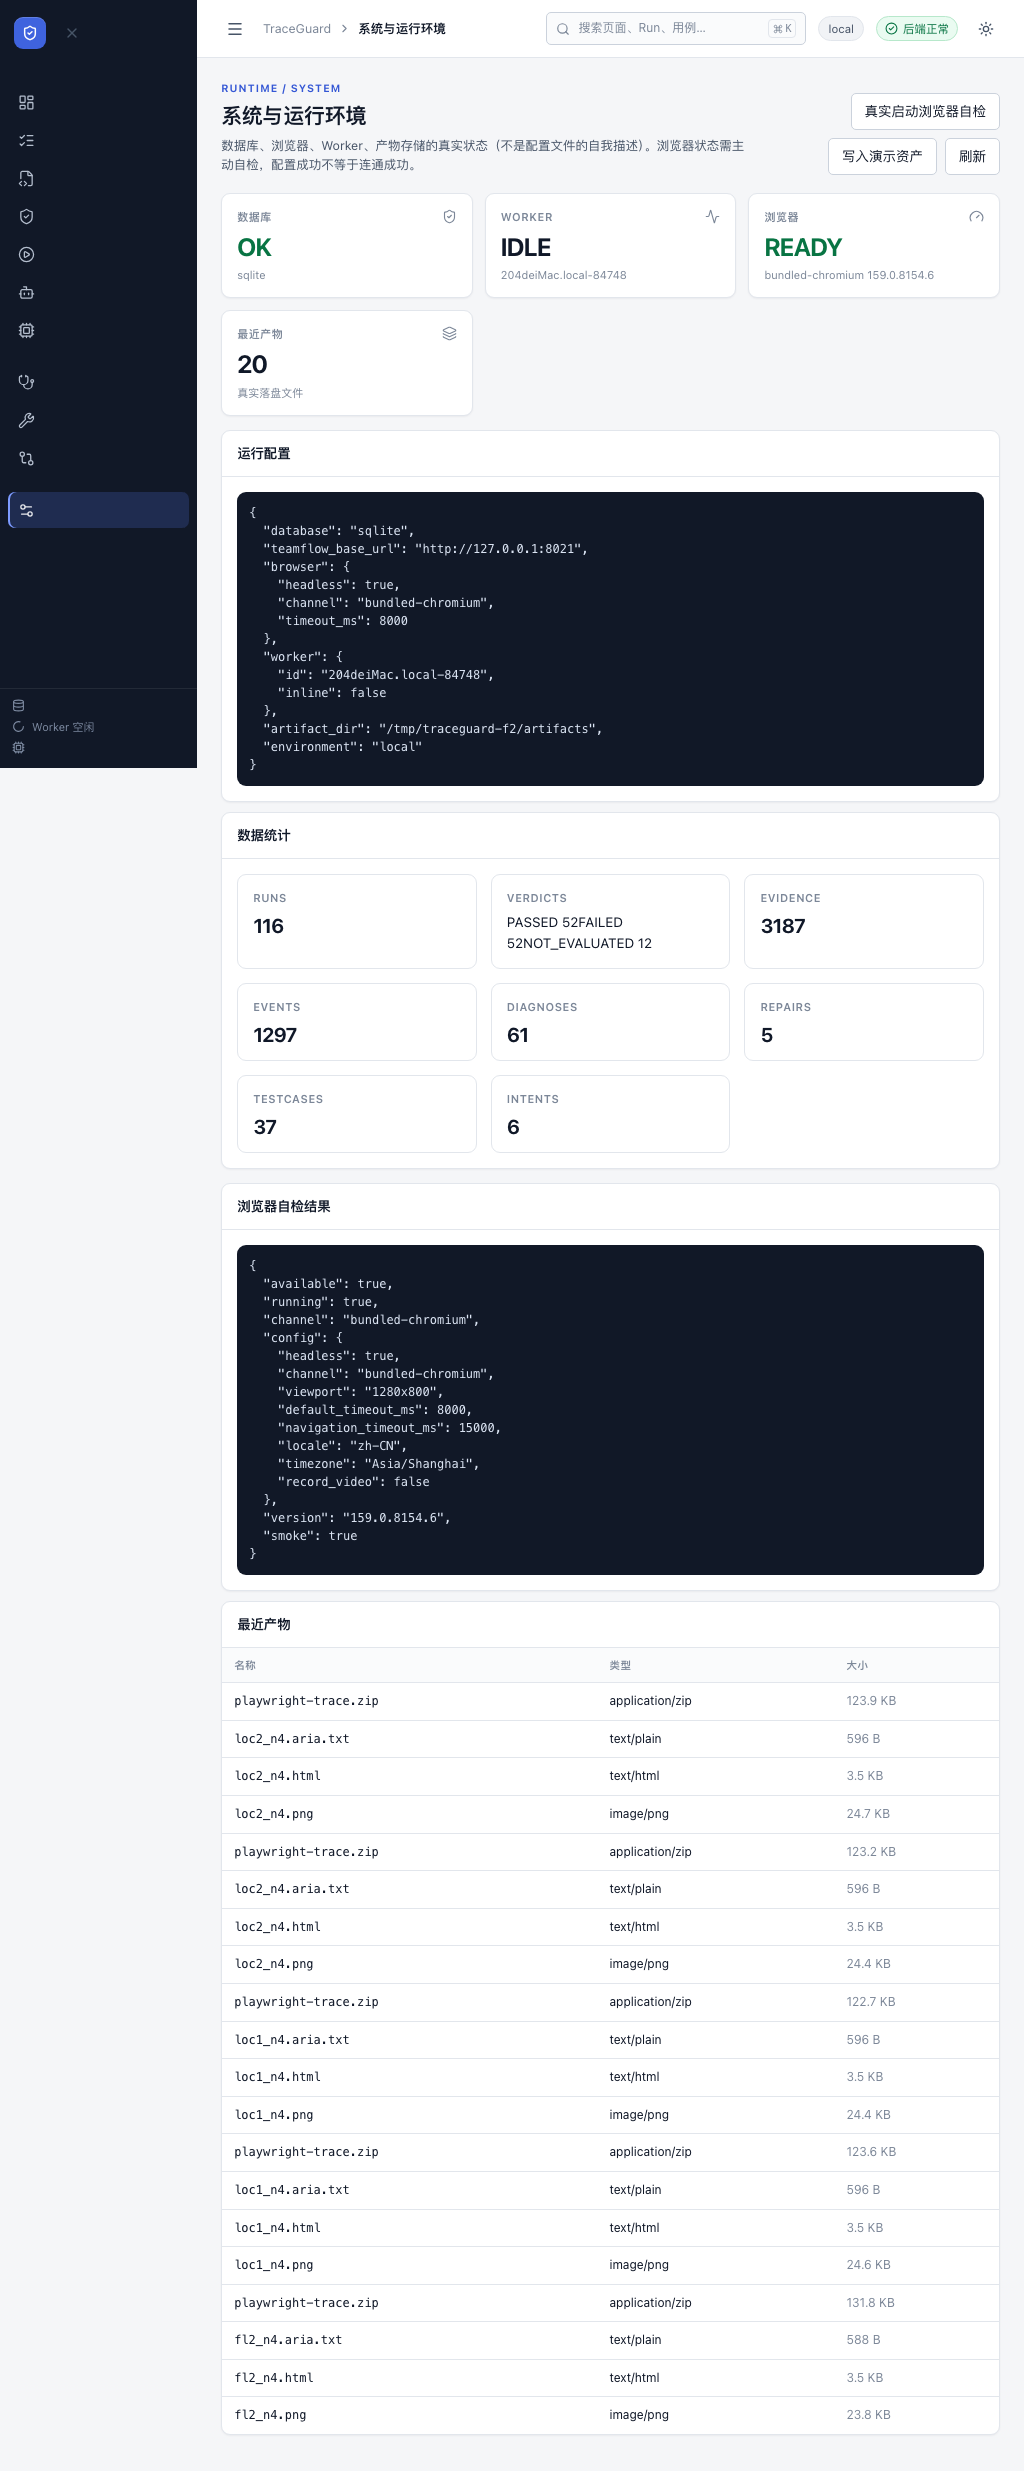 TraceGuard > 系统与运行环境
搜索页面、Run、用例...
⌘ K
local
后端正常
RUNTIME / SYSTEM
系统与运行环境
数据库、浏览器、Worker、产物存储的真实状态（不是配置文件的自我描述）。浏览器状态需主
动自检，配置成功不等于连通成功。
真实启动浏览器自检
写入演示资产
刷新
数据库
OK
sqlite
WORKER
IDLE
204deiMac.local-84748
浏览器
READY
bundled-chromium 159.0.8154.6
最近产物
20
真实落盘文件
Worker 空闲
运行配置
{
  "database": "sqlite",
  "teamflow_base_url": "http://127.0.0.1:8021",
  "browser": {
    "headless": true,
    "channel": "bundled-chromium",
    "timeout_ms": 8000
  },
  "worker": {
    "id": "204deiMac.local-84748",
    "inline": false
  },
  "artifact_dir": "/tmp/traceguard-f2/artifacts",
  "environment": "local"
}
数据统计
RUNS
116
VERDICTS
PASSED 52FAILED
52NOT_EVALUATED 12
EVIDENCE
3187
EVENTS
1297
DIAGNOSES
61
REPAIRS
5
TESTCASES
37
INTENTS
6
浏览器自检结果
{
  "available": true,
  "running": true,
  "channel": "bundled-chromium",
  "config": {
    "headless": true,
    "channel": "bundled-chromium",
    "viewport": "1280x800",
    "default_timeout_ms": 8000,
    "navigation_timeout_ms": 15000,
    "locale": "zh-CN",
    "timezone": "Asia/Shanghai",
    "record_video": false
  },
  "version": "159.0.8154.6",
  "smoke": true
}
最近产物
名称 类型 大小
playwright-trace.zip application/zip 123.9 KB
loc2_n4.aria.txt text/plain 596 B
loc2_n4.html text/html 3.5 KB
loc2_n4.png image/png 24.7 KB
playwright-trace.zip application/zip 123.2 KB
loc2_n4.aria.txt text/plain 596 B
loc2_n4.html text/html 3.5 KB
loc2_n4.png image/png 24.4 KB
playwright-trace.zip application/zip 122.7 KB
loc1_n4.aria.txt text/plain 596 B
loc1_n4.html text/html 3.5 KB
loc1_n4.png image/png 24.4 KB
playwright-trace.zip application/zip 123.6 KB
loc1_n4.aria.txt text/plain 596 B
loc1_n4.html text/html 3.5 KB
loc1_n4.png image/png 24.6 KB
playwright-trace.zip application/zip 131.8 KB
fl2_n4.aria.txt text/plain 588 B
fl2_n4.html text/html 3.5 KB
fl2_n4.png image/png 23.8 KB